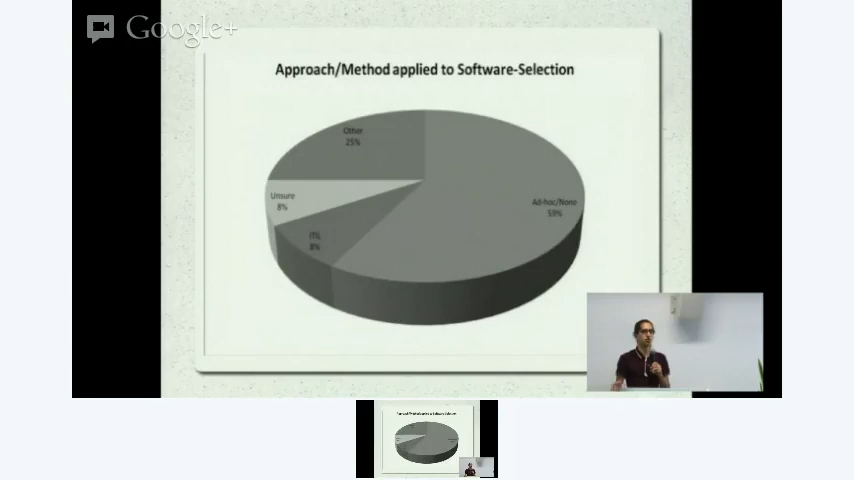 Google+
Approach/Method applied to Software-Selection
Other
25%
Unsure
8%
Ad-hoc/None
59%
ITIL
8%